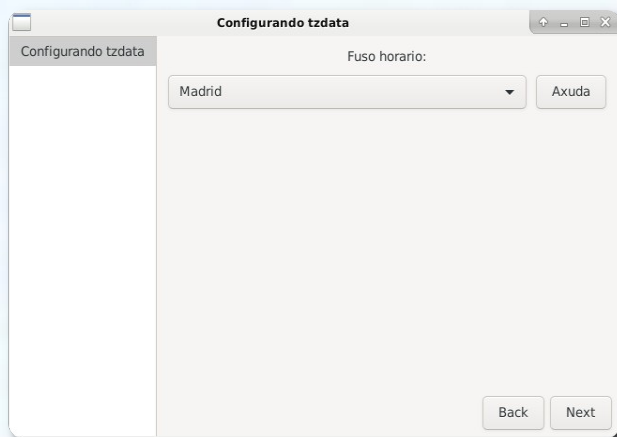 Configurando tzdata
Configurando tzdata
Fuso horario:
Madrid
Axuda
Back
Next